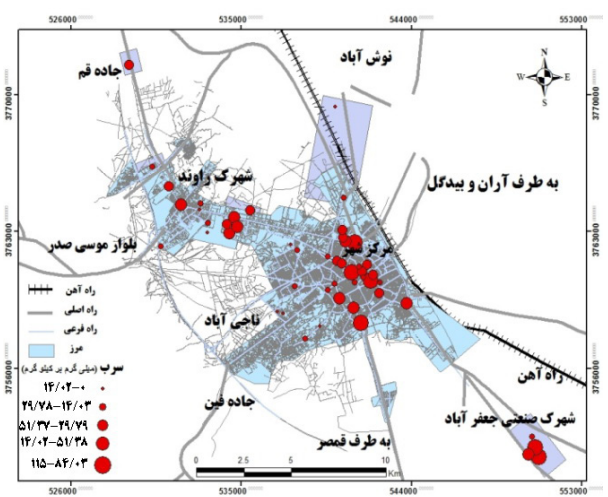 526000 535000 544000 553000
3770000 3770000
3763000 3763000
3756000 3756000
N
W E
S
نوش آباد
جاده قم
شهرک راوند
به طرف آران و بیدگل
بلوار موسی صدر
مرکز شهر
ناجی آباد
جاده فین
به طرف قمصر
راه آهن
شهرک صنعتی جعفر آباد
راه آهن
راه اصلی
راه فرعی
مرز
سرب (میلی گرم بر کیلو گرم)
۱۴/۰۲-۰
۲۹/۷۸-۱۴/۰۳
۵۱/۳۷-۲۹/۷۹
۱۴/۰۲-۵۱/۳۸
۱۱۵-۸۴/۰۳
0 2.5 5 10
Km
526000 535000 544000 553000